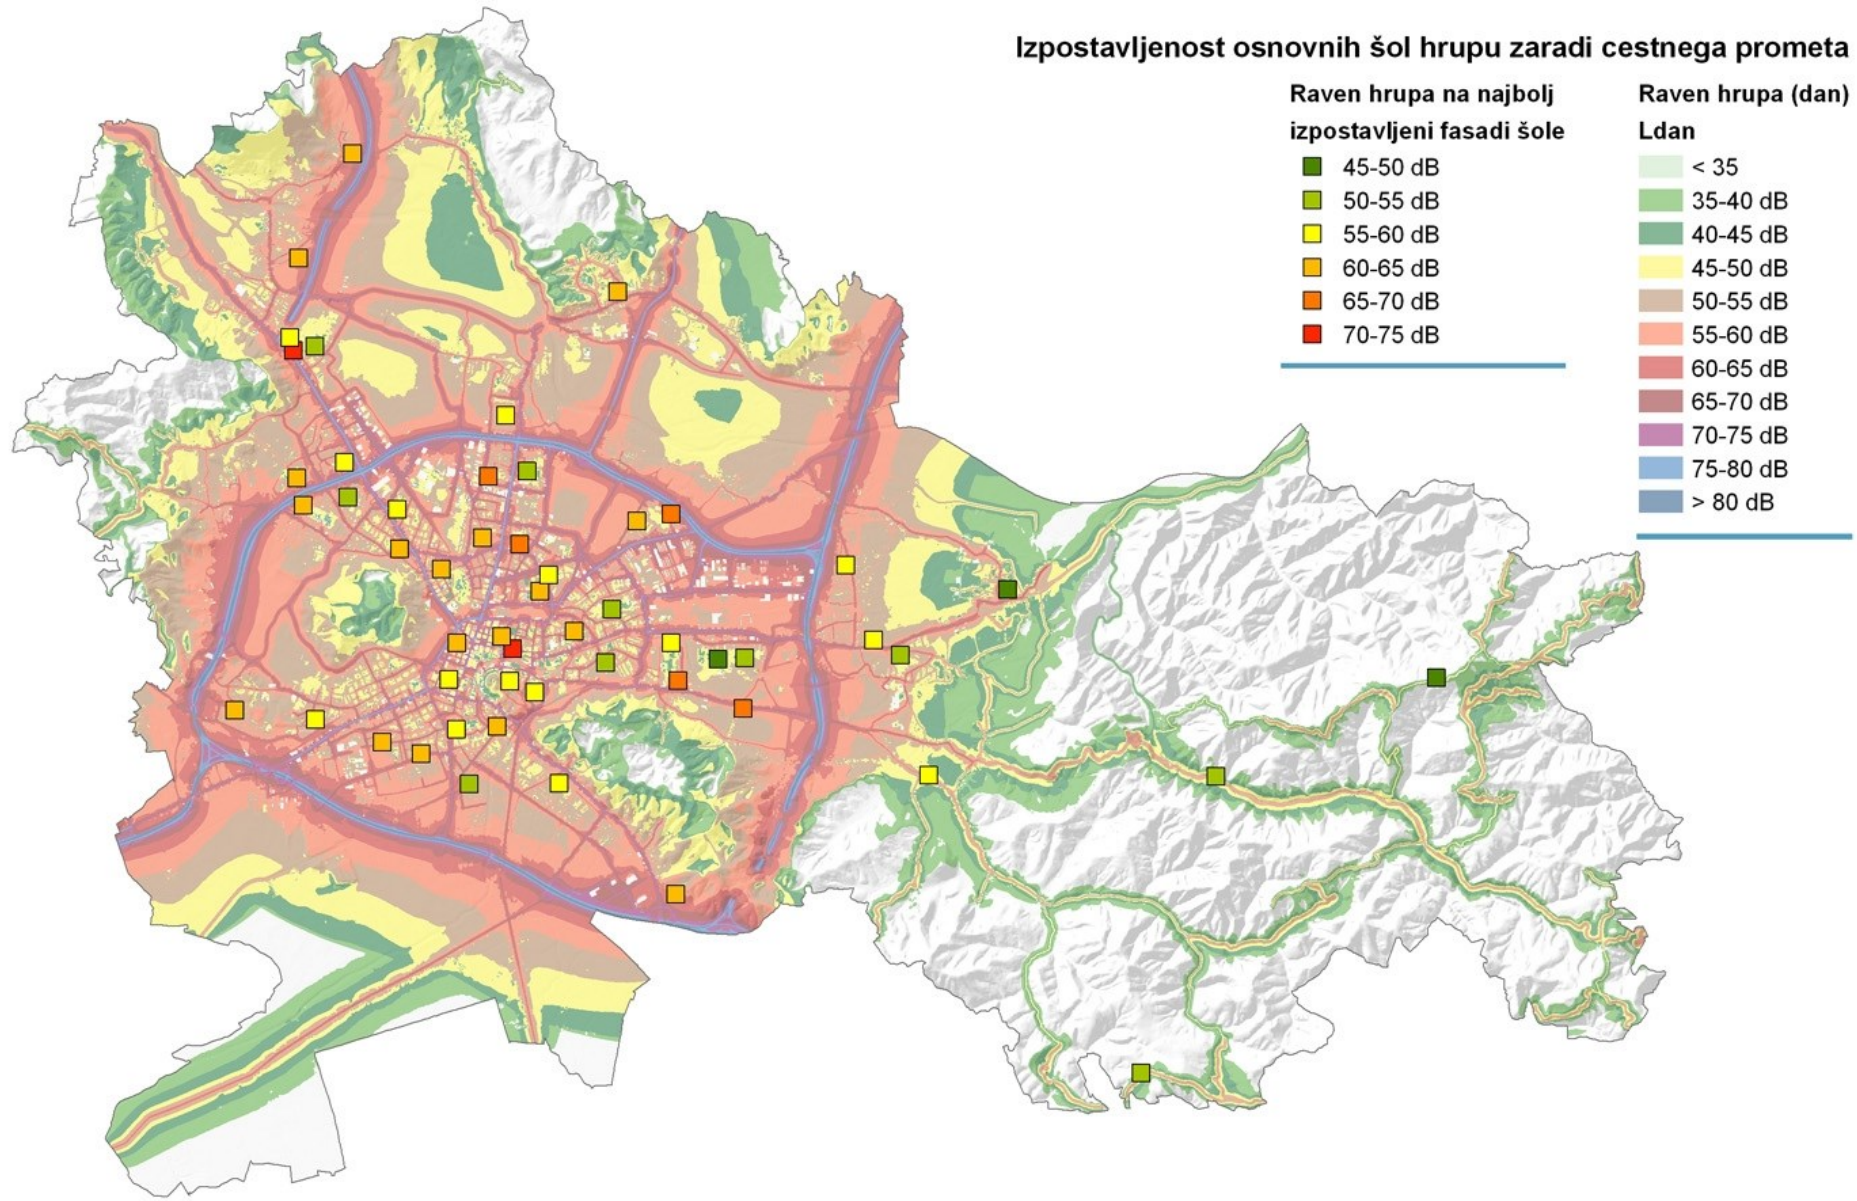 Izpostavljenost osnovnih šol hrupu zaradi cestnega prometa
Raven hrupa na najbolj
izpostavljeni fasadi šole
45-50 dB
50-55 dB
55-60 dB
60-65 dB
65-70 dB
70-75 dB
Raven hrupa (dan)
Ldan
< 35
35-40 dB
40-45 dB
45-50 dB
50-55 dB
55-60 dB
60-65 dB
65-70 dB
70-75 dB
75-80 dB
> 80 dB